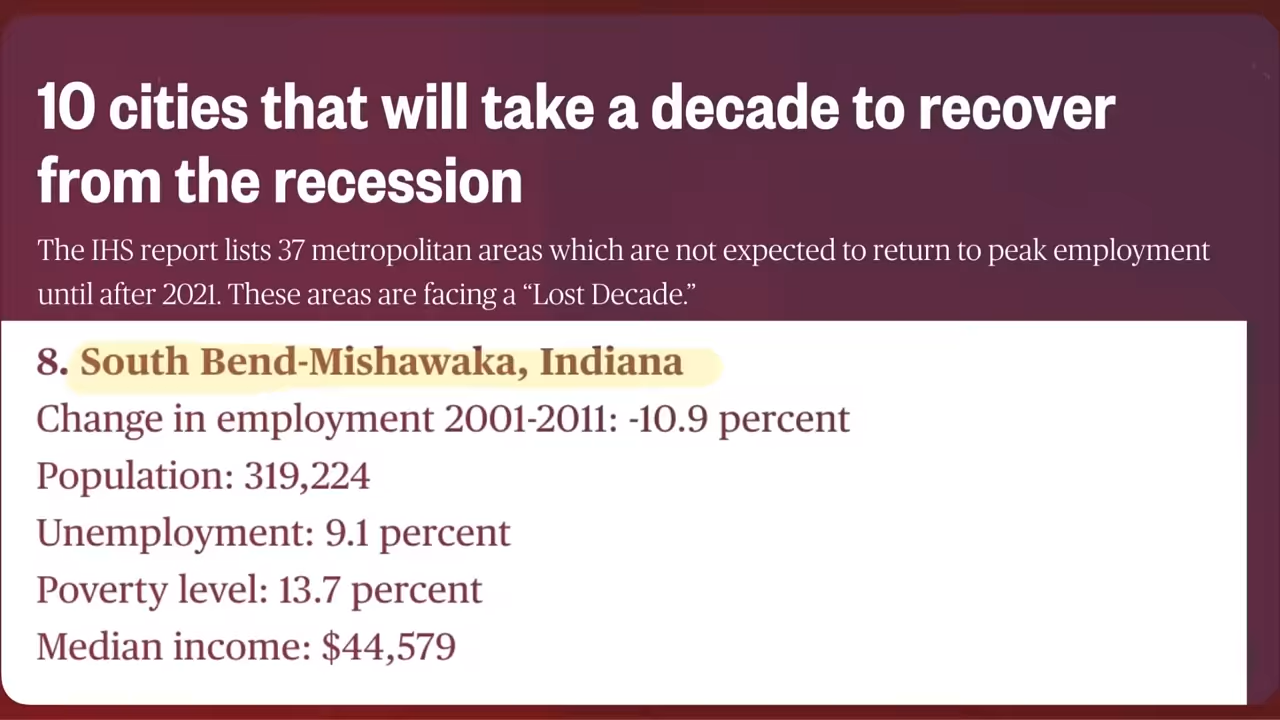 10 cities that will take a decade to recover
from the recession
The IHS report lists 37 metropolitan areas which are not expected to return to peak employment
until after 2021. These areas are facing a “Lost Decade.”
8. South Bend-Mishawaka, Indiana
Change in employment 2001-2011: -10.9 percent
Population: 319,224
Unemployment: 9.1 percent
Poverty level: 13.7 percent
Median income: $44,579